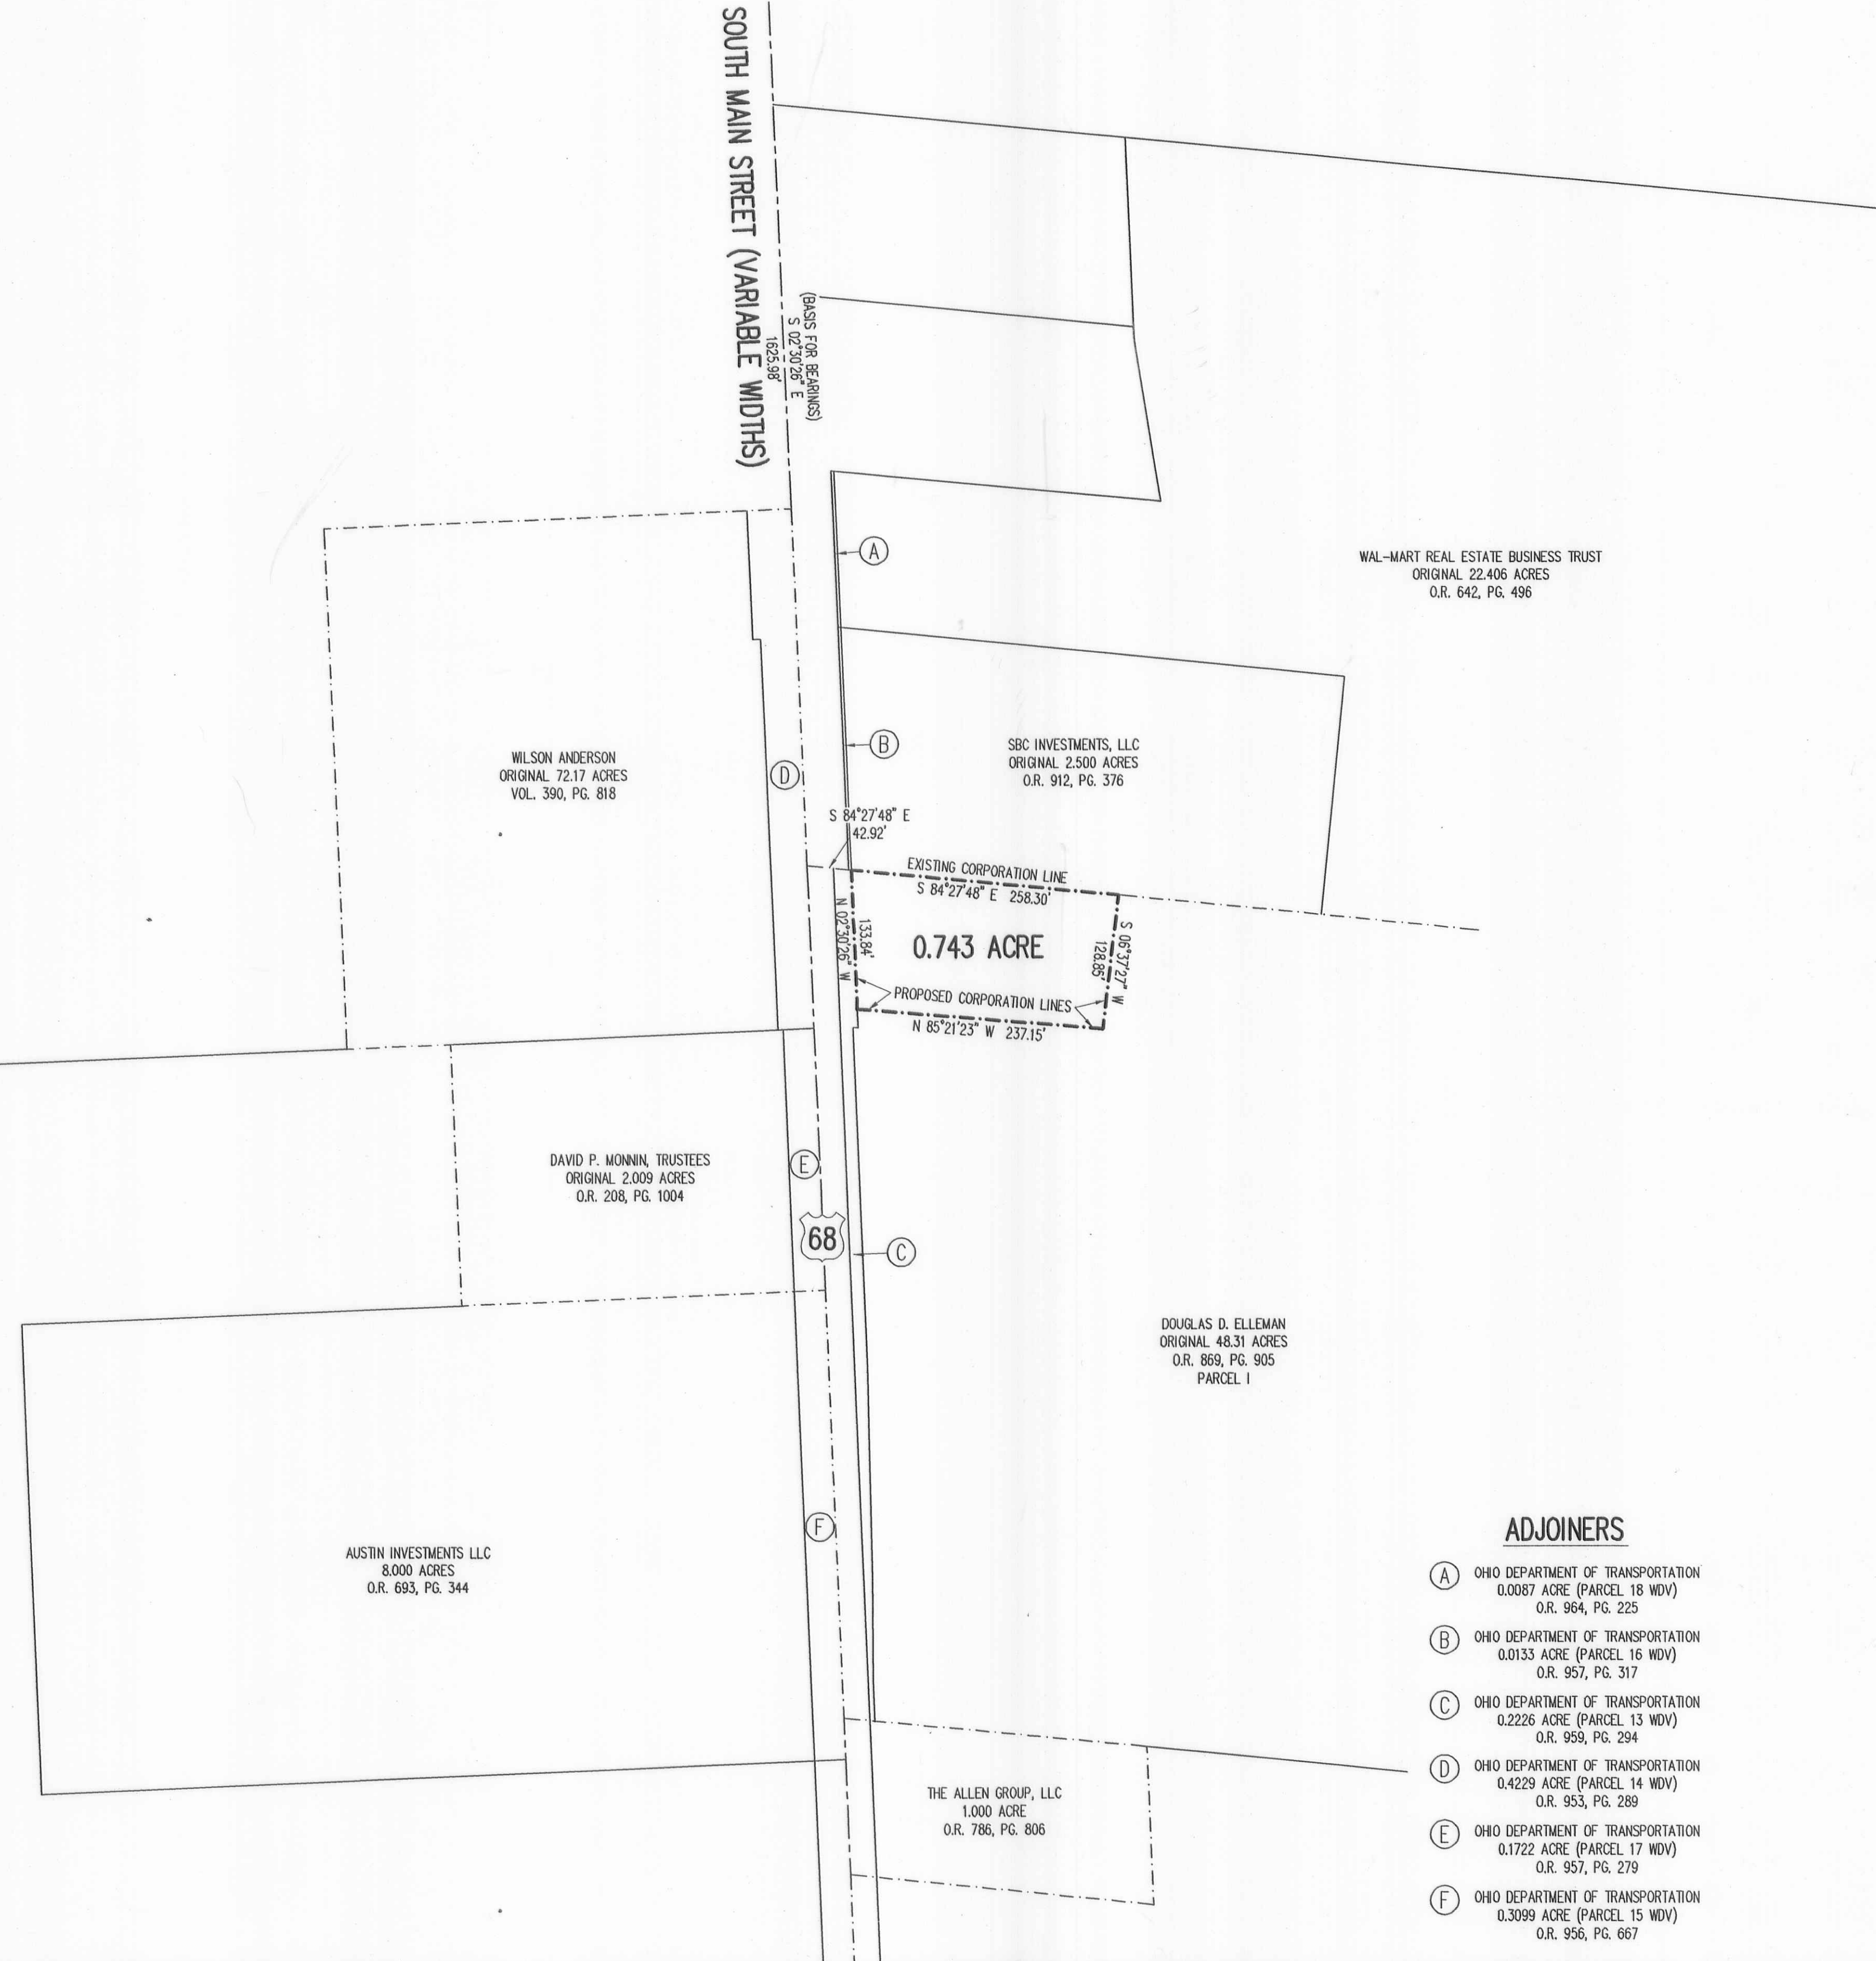 SOUTH MAIN STREET (VARIABLE WIDTHS)
(BASIS FOR BEARINGS)
S 02°30'26" E
1625.98'
A
WAL-MART REAL ESTATE BUSINESS TRUST
ORIGINAL 22.406 ACRES
O.R. 642, PG. 496
WILSON ANDERSON
ORIGINAL 72.17 ACRES
VOL. 390, PG. 818
D
B
SBC INVESTMENTS, LLC
ORIGINAL 2.500 ACRES
O.R. 912, PG. 376
S 84°27'48" E
42.92'
EXISTING CORPORATION LINE
S 84°27'48" E 258.30'
N 02°30'26" W
133.84'
0.743 ACRE
S 06°37'27" W
128.85'
PROPOSED CORPORATION LINES
N 85°21'23" W 237.15'
DAVID P. MONNIN, TRUSTEES
ORIGINAL 2.009 ACRES
O.R. 208, PG. 1004
E
68
C
DOUGLAS D. ELLEMAN
ORIGINAL 48.31 ACRES
O.R. 869, PG. 905
PARCEL I
AUSTIN INVESTMENTS LLC
8.000 ACRES
O.R. 693, PG. 344
F
THE ALLEN GROUP, LLC
1.000 ACRE
O.R. 786, PG. 806
ADJOINERS
A OHIO DEPARTMENT OF TRANSPORTATION
0.0087 ACRE (PARCEL 18 WDV)
O.R. 964, PG. 225
B OHIO DEPARTMENT OF TRANSPORTATION
0.0133 ACRE (PARCEL 16 WDV)
O.R. 957, PG. 317
C OHIO DEPARTMENT OF TRANSPORTATION
0.2226 ACRE (PARCEL 13 WDV)
O.R. 959, PG. 294
D OHIO DEPARTMENT OF TRANSPORTATION
0.4229 ACRE (PARCEL 14 WDV)
O.R. 953, PG. 289
E OHIO DEPARTMENT OF TRANSPORTATION
0.1722 ACRE (PARCEL 17 WDV)
O.R. 957, PG. 279
F OHIO DEPARTMENT OF TRANSPORTATION
0.3099 ACRE (PARCEL 15 WDV)
O.R. 956, PG. 667